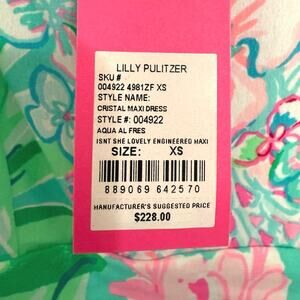 LILLY PULITZER
SKU #
004922 4981ZF XS
STYLE NAME:
CRISTAL MAXI DRESS
STYLE #: 004922
AQUA AL FRES
ISNT SHE LOVELY ENGINEERED MAXI
SIZE: XS
889069 642570
MANUFACTURER'S SUGGESTED PRICE
$228.00